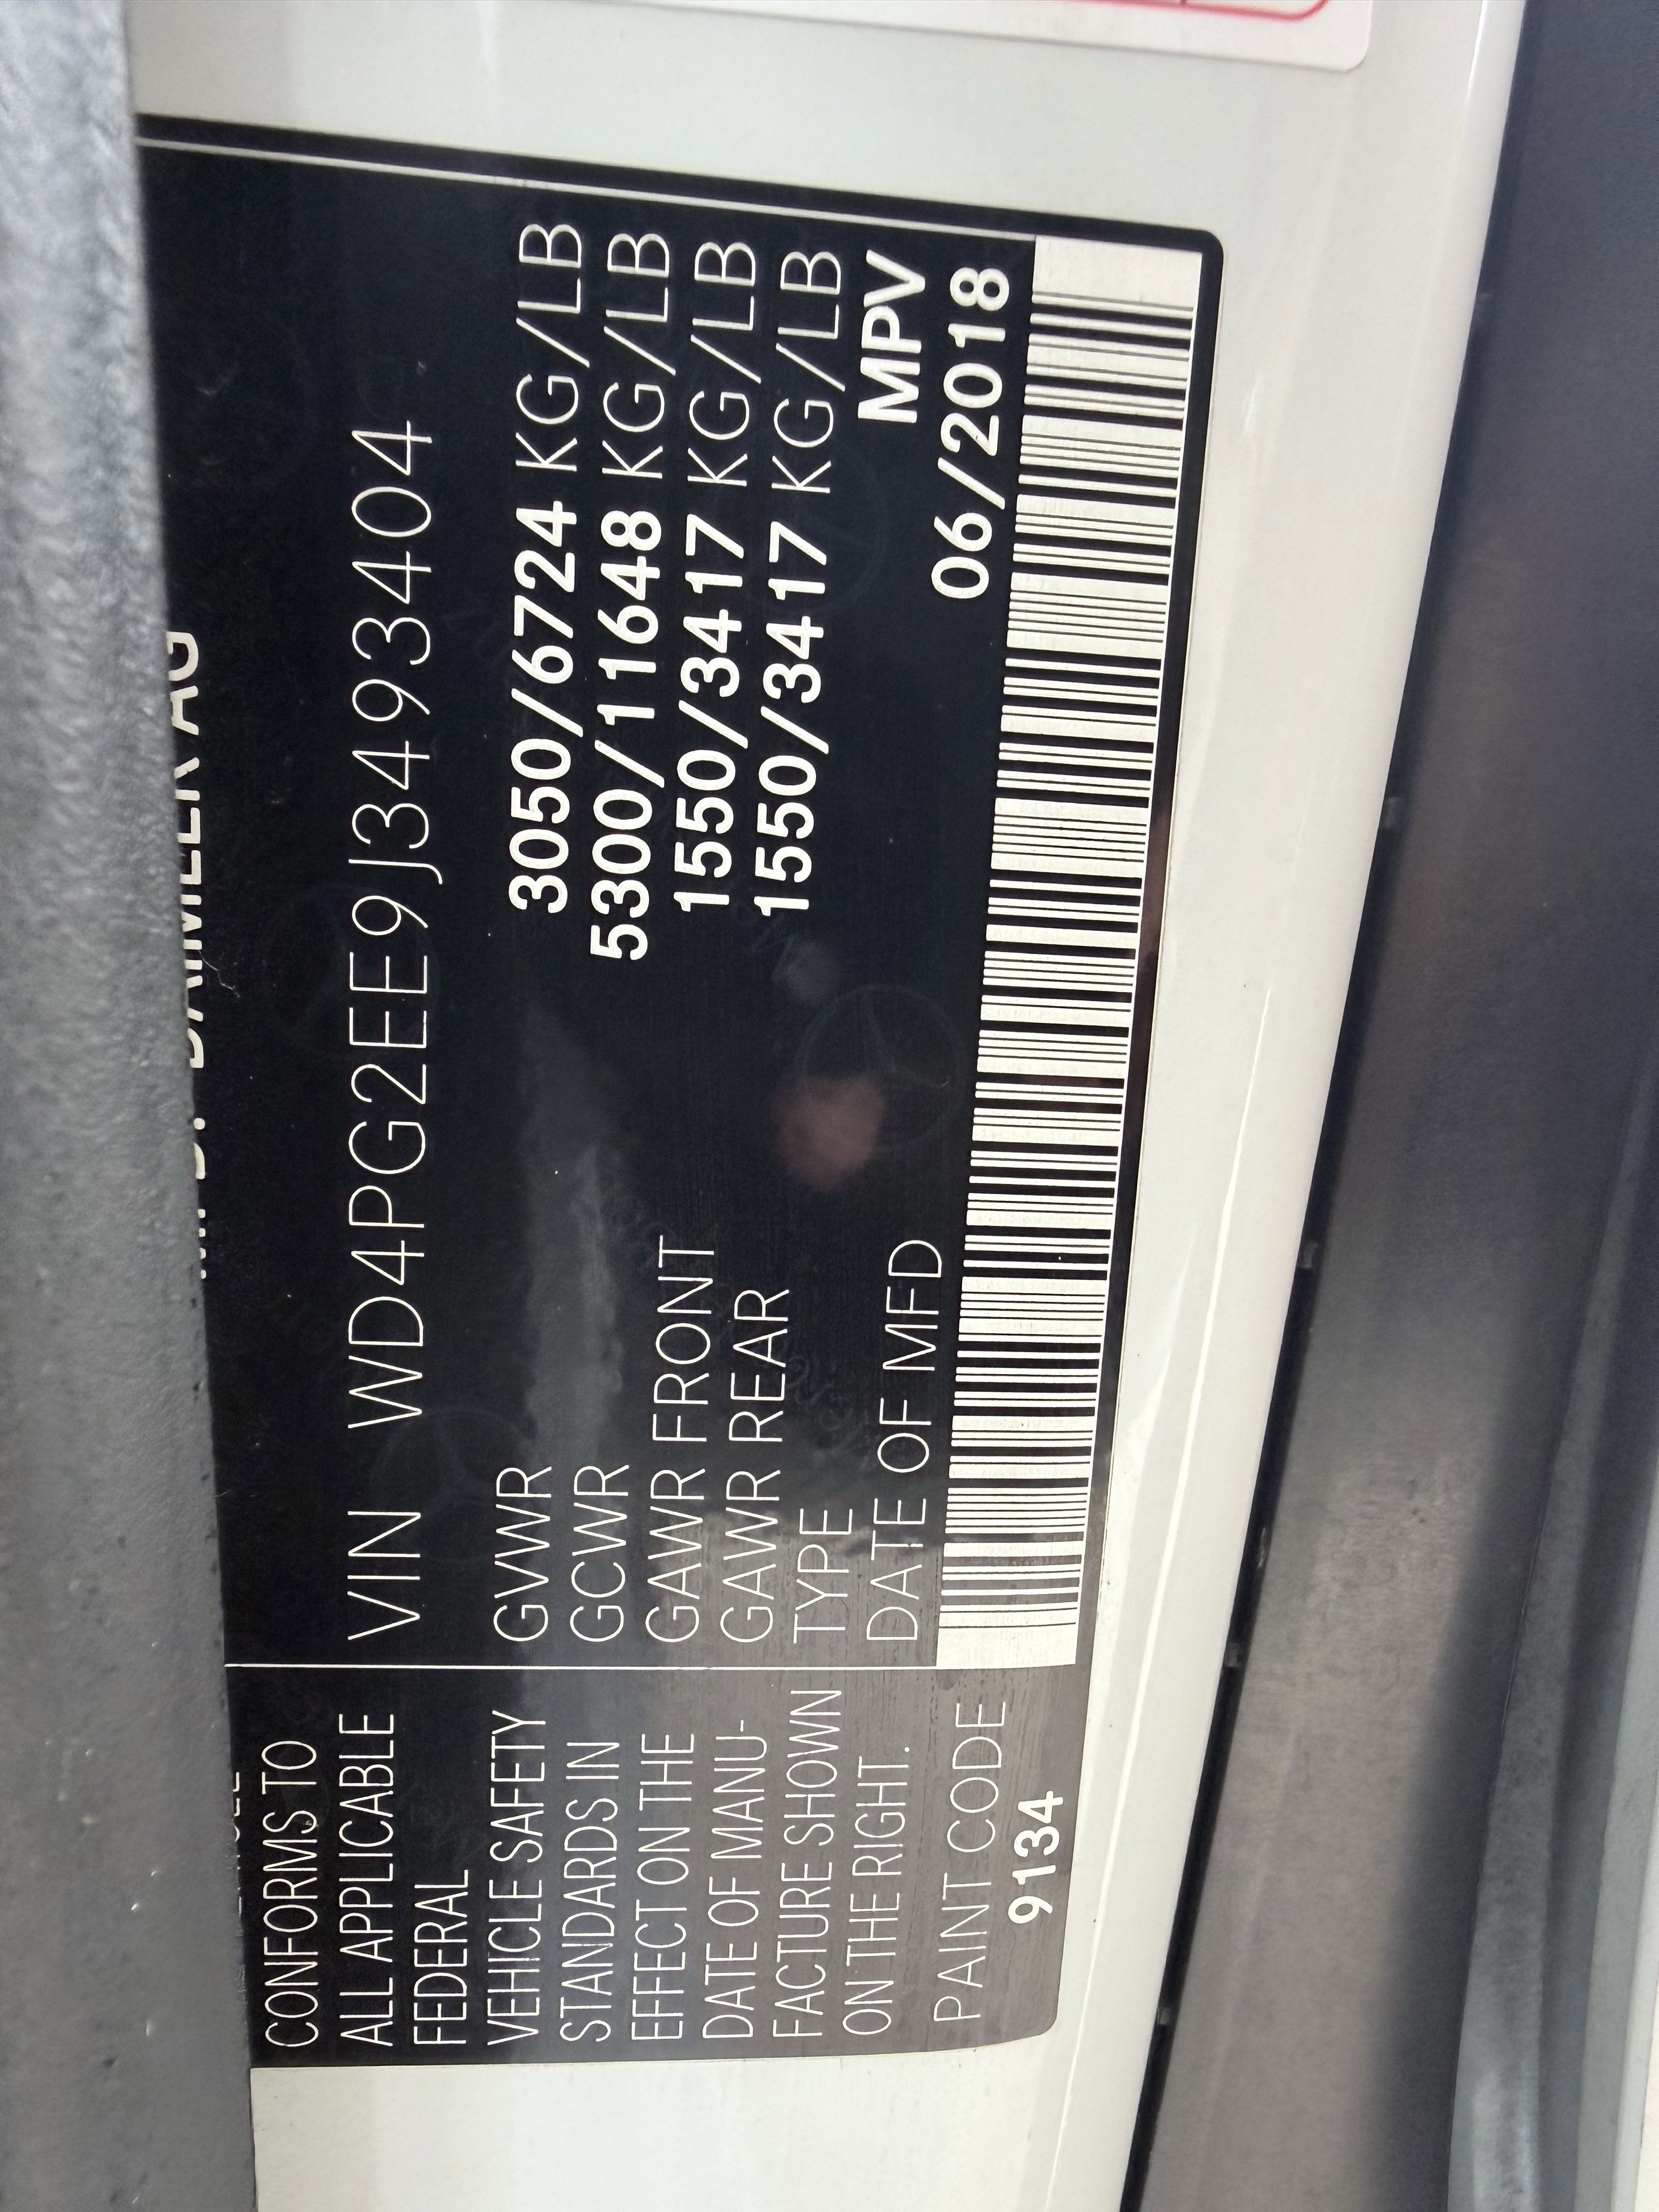 DAIMLER AG
CONFORMS TO
ALL APPLICABLE
FEDERAL
VEHICLE SAFETY
STANDARDS IN
EFFECT ON THE
DATE OF MANU-
FACTURE SHOWN
ON THE RIGHT.
PAINT CODE
9134
VIN WD4PG2EE9J3493404
GVWR 3050/6724 KG/LB
GCWR 5300/11648 KG/LB
GAWR FRONT 1550/3417 KG/LB
GAWR REAR 1550/3417 KG/LB
TYPE MPV
DATE OF MFD 06/2018